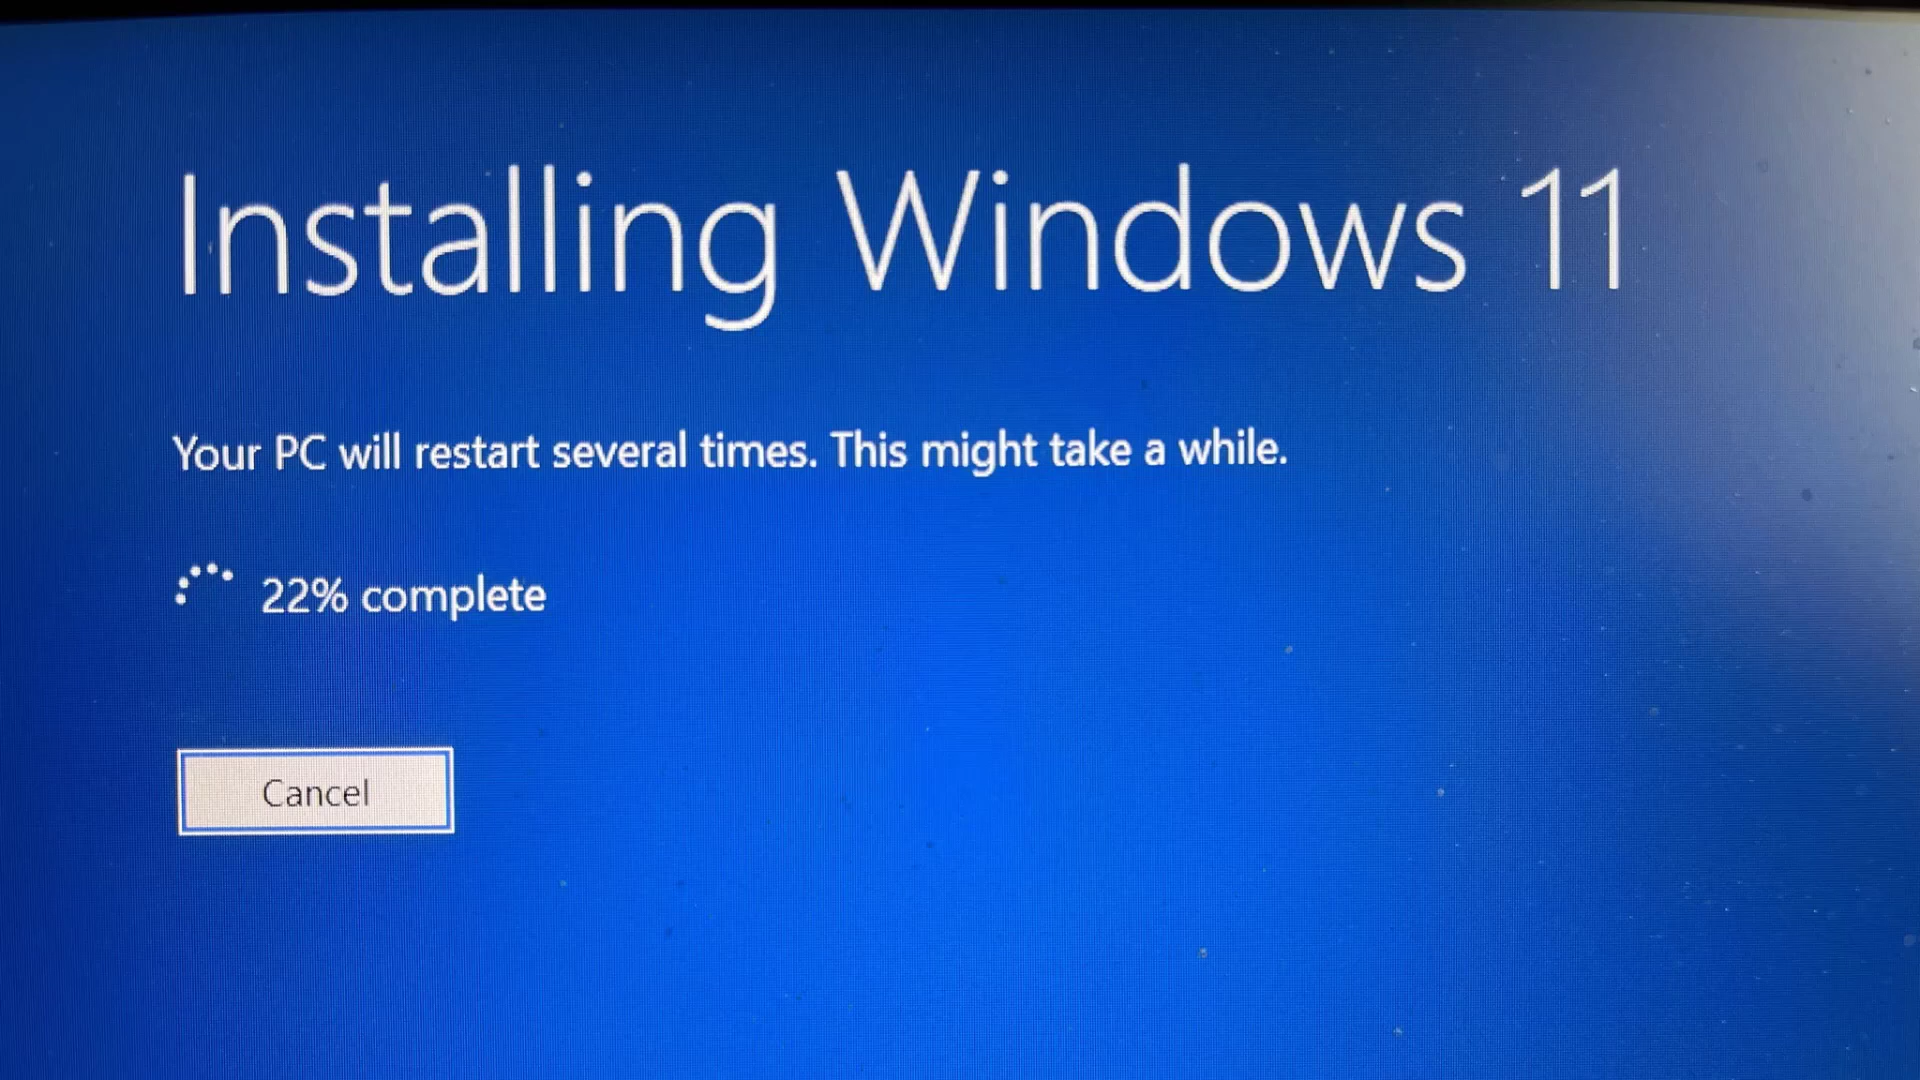 Installing Windows 11
Your PC will restart several times. This might take a while.
22% complete
Cancel